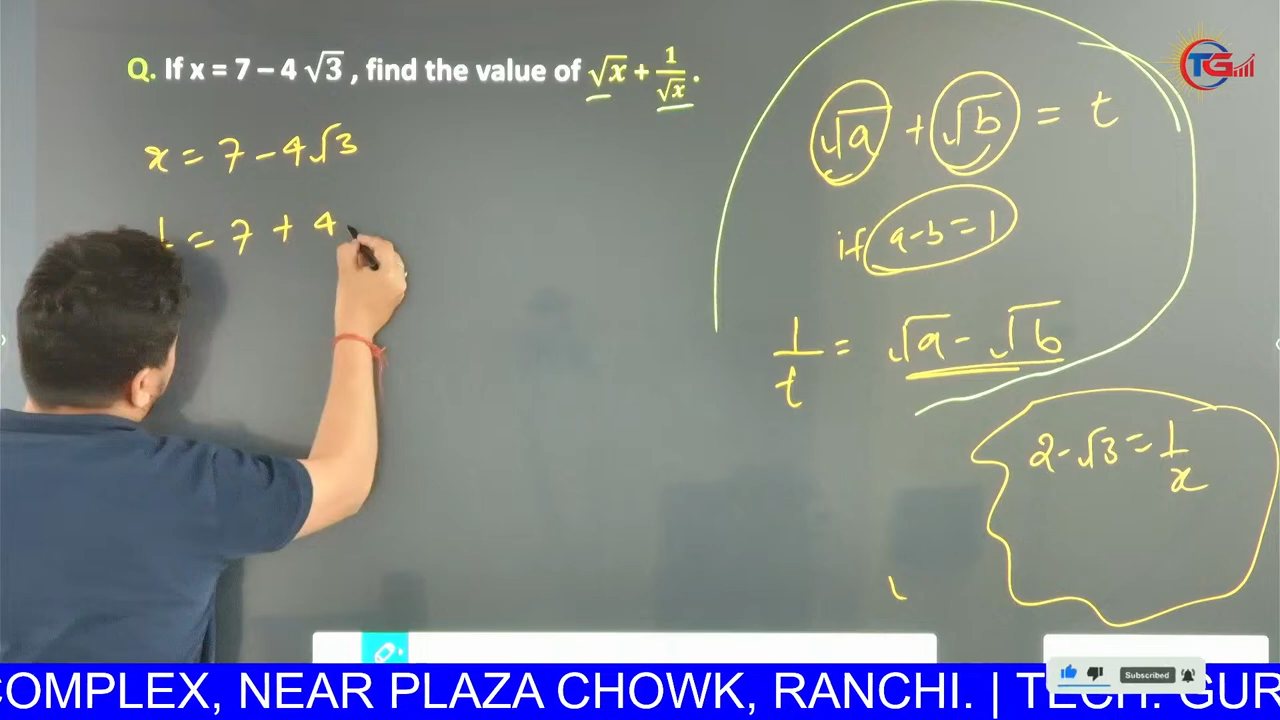 Q. If x = 7 – 4 √3 , find the value of √x + 1/√x .
x = 7 - 4√3
= 7 + 4
√a + √b = t
if a-b=1
1/t = √a - √b
2-√3 = 1/x
TG
Subscribed
COMPLEX, NEAR PLAZA CHOWK, RANCHI. | TECH. GUR